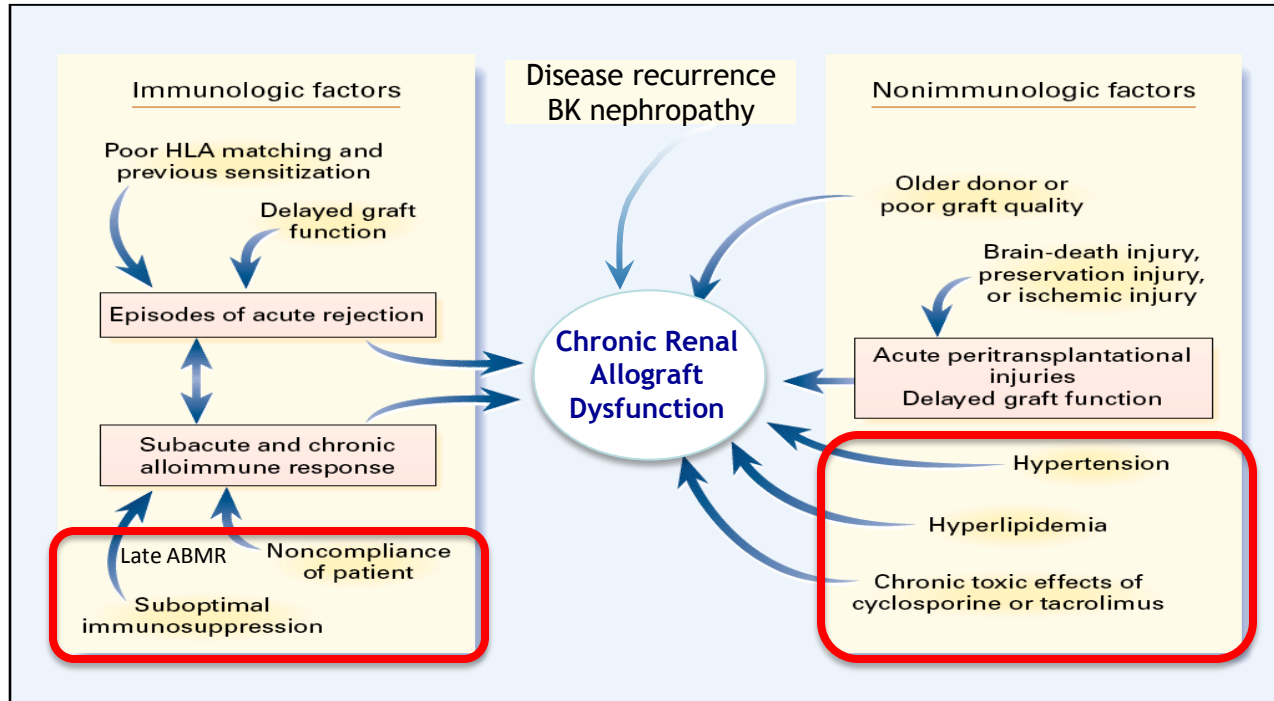 Immunologic factors
Poor HLA matching and
previous sensitization
Delayed graft
function
Episodes of acute rejection
Subacute and chronic
alloimmune response
Late ABMR
Noncompliance
of patient
Suboptimal
immunosuppression
Disease recurrence
BK nephropathy
Chronic Renal
Allograft
Dysfunction
Nonimmunologic factors
Older donor or
poor graft quality
Brain-death injury,
preservation injury,
or ischemic injury
Acute peritransplantational
injuries
Delayed graft function
Hypertension
Hyperlipidemia
Chronic toxic effects of
cyclosporine or tacrolimus